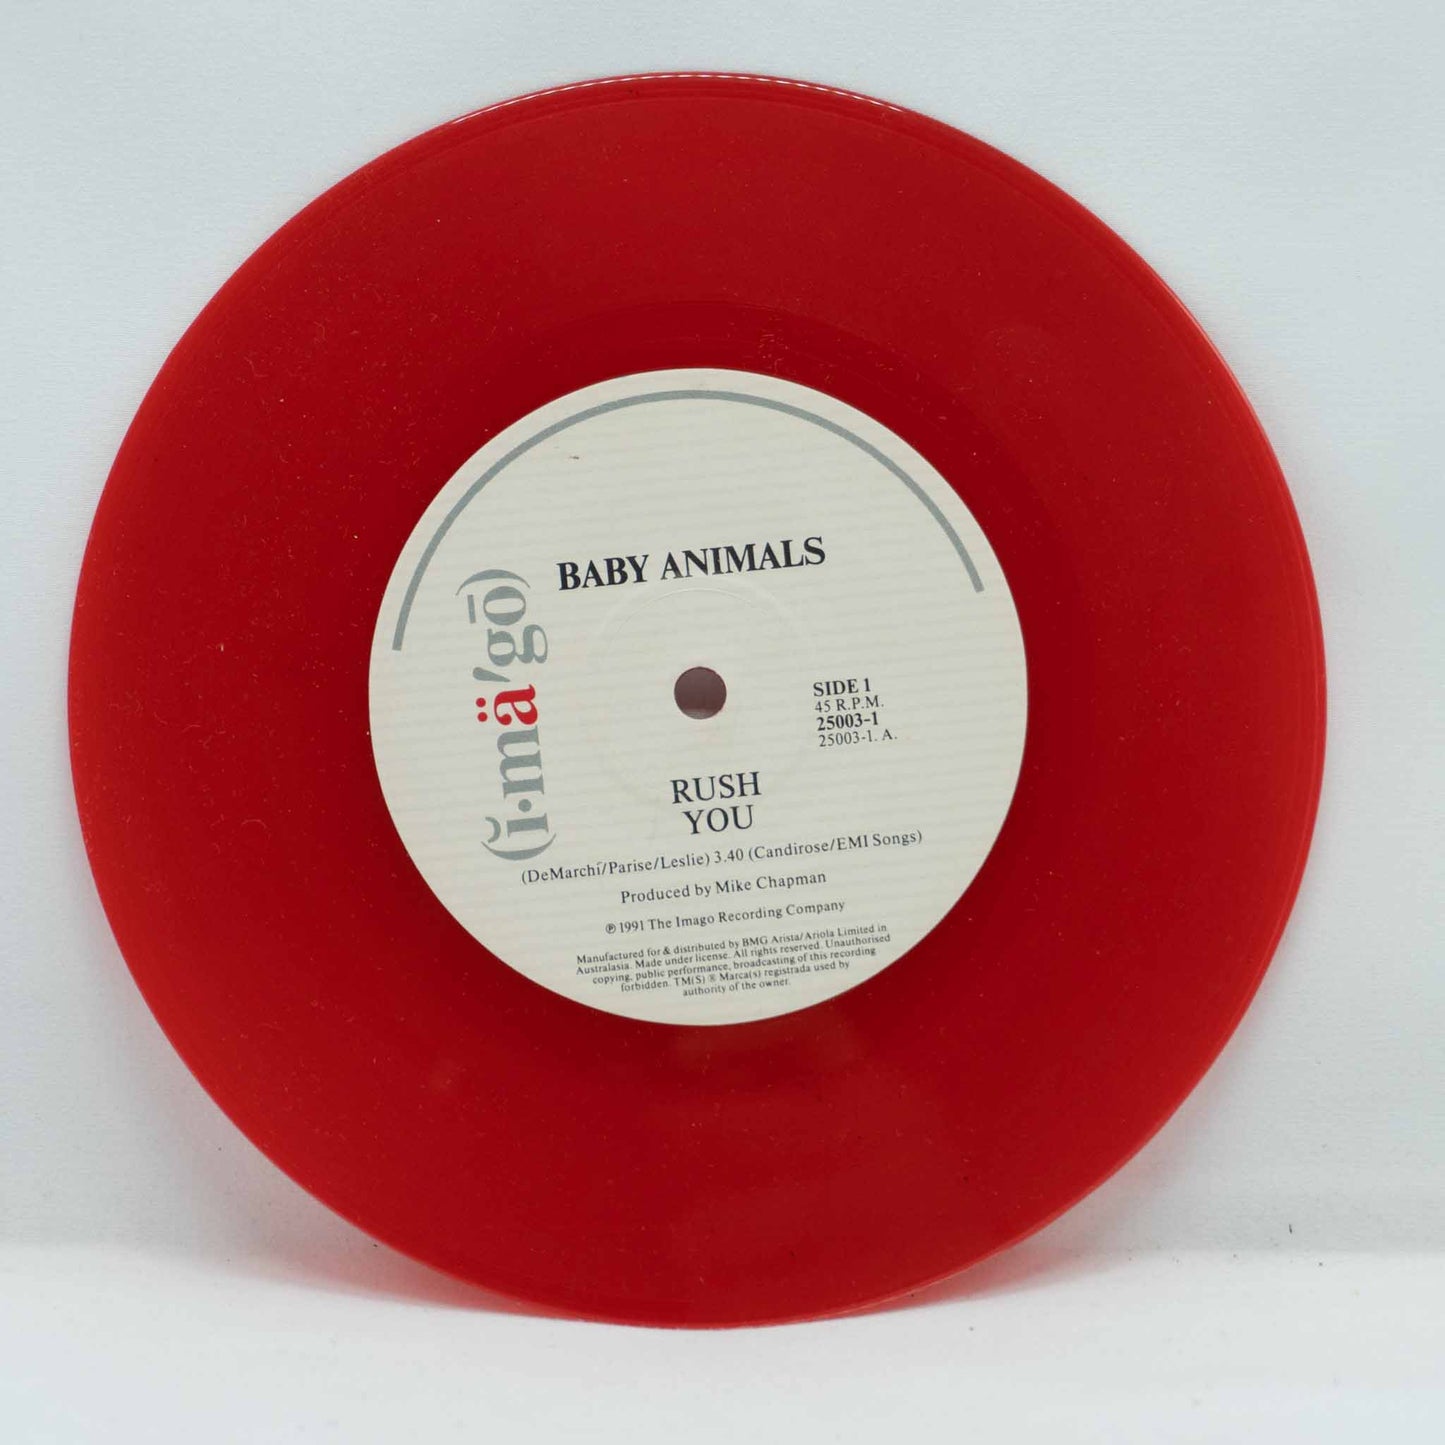 BABY ANIMALS
(ĭ·mä′gō)
SIDE 1
45 R.P.M.
25003-1
25003-1. A.
RUSH
YOU
(DeMarchi/Parise/Leslie) 3.40 (Candirose/EMI Songs)
Produced by Mike Chapman
℗ 1991 The Imago Recording Company
Manufactured for & distributed by BMG Arista/Ariola Limited in
Australasia. Made under license. All rights reserved. Unauthorised
copying, public performance, broadcasting of this recording
forbidden. TM(S) ® Marca(s) registrada used by
authority of the owner.